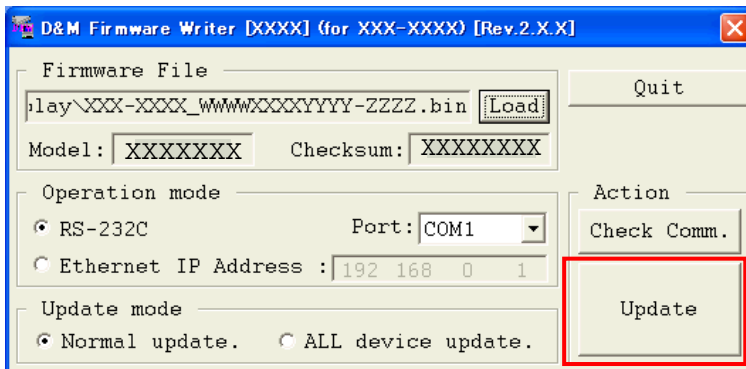 D&M Firmware Writer [XXXX] (for XXX-XXXX) [Rev.2.X.X]
Firmware File
lay\XXX-XXXX_WWWWXXXXYYYY-ZZZZ.bin Load
Quit
Model: XXXXXXX Checksum: XXXXXXXX
Operation mode
Action
RS-232C Port: COM1
Check Comm.
Ethernet IP Address : 192 168 0 1
Update
Update mode
Normal update. ALL device update.